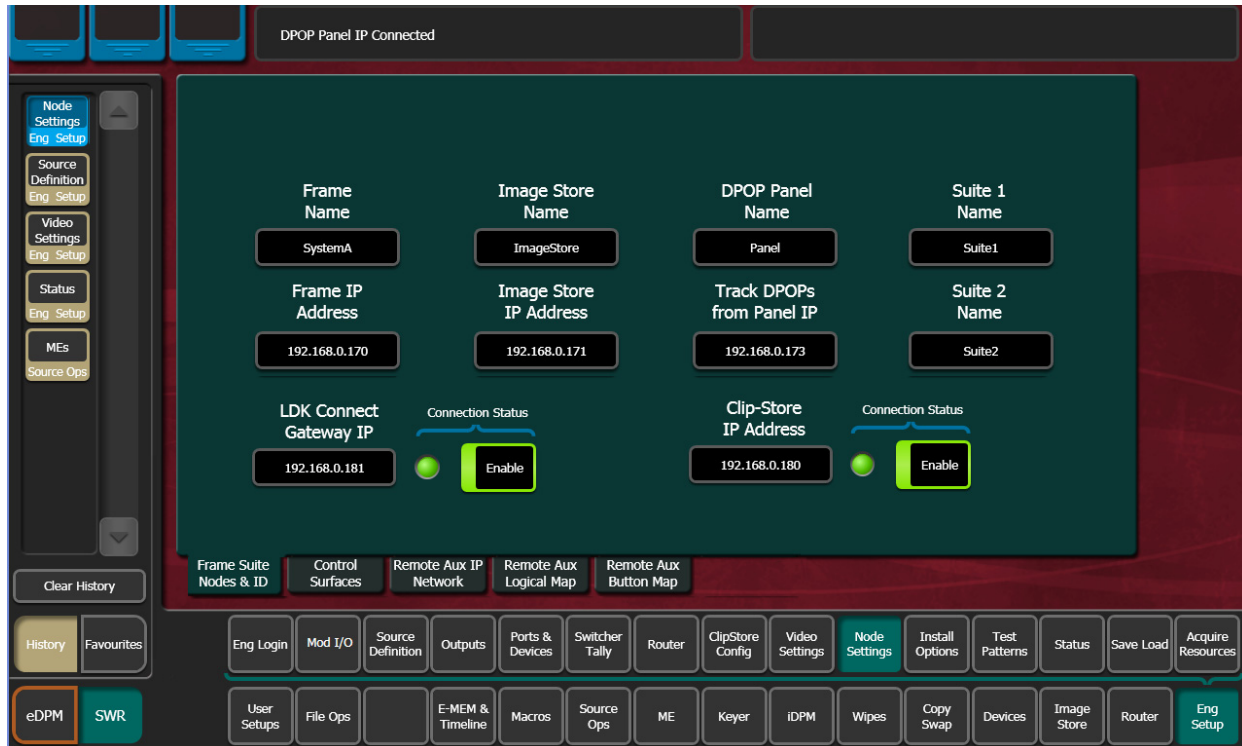 DPOP Panel IP Connected
Node
Settings
Eng Setup
Source
Definition
Eng Setup
Video
Settings
Eng Setup
Status
Eng Setup
MEs
Source Ops
Clear History
History
Favourites
eDPM
SWR
Frame
Name
Image Store
Name
DPOP Panel
Name
Suite 1
Name
SystemA
ImageStore
Panel
Suite1
Frame IP
Address
Image Store
IP Address
Track DPOPs
from Panel IP
Suite 2
Name
192.168.0.170
192.168.0.171
192.168.0.173
Suite2
LDK Connect
Gateway IP
Connection Status
Clip-Store
IP Address
Connection Status
192.168.0.181
Enable
192.168.0.180
Enable
Frame Suite
Nodes & ID
Control
Surfaces
Remote Aux IP
Network
Remote Aux
Logical Map
Remote Aux
Button Map
Eng Login
Mod I/O
Source
Definition
Outputs
Ports &
Devices
Switcher
Tally
Router
ClipStore
Config
Video
Settings
Node
Settings
Install
Options
Test
Patterns
Status
Save Load
Acquire
Resources
User
Setups
File Ops
E-MEM &
Timeline
Macros
Source
Ops
ME
Keyer
iDPM
Wipes
Copy
Swap
Devices
Image
Store
Router
Eng
Setup